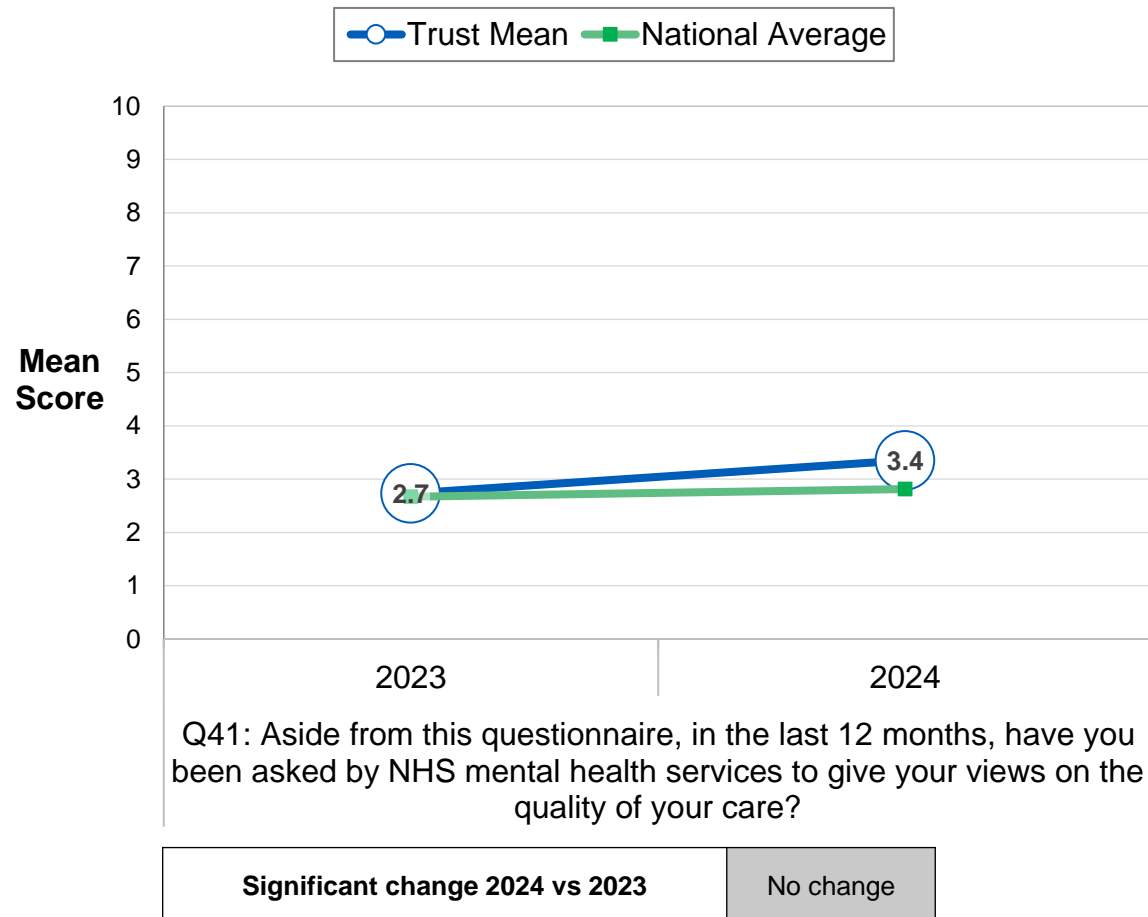 Trust Mean National Average
10
9
8
7
6
5
4
3
2
1
0
Mean
Score
2.7
3.4
2023 2024
Q41: Aside from this questionnaire, in the last 12 months, have you
been asked by NHS mental health services to give your views on the
quality of your care?
Significant change 2024 vs 2023 No change